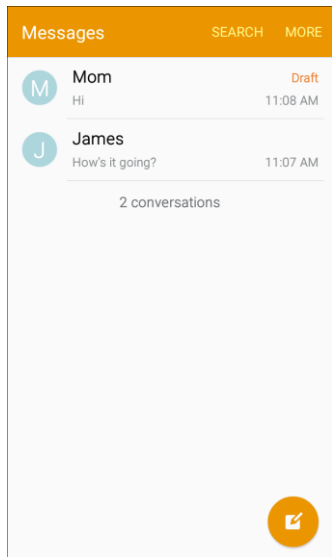 Messages SEARCH MORE
M Mom Draft
Hi 11:08 AM
J James
How's it going? 11:07 AM
2 conversations